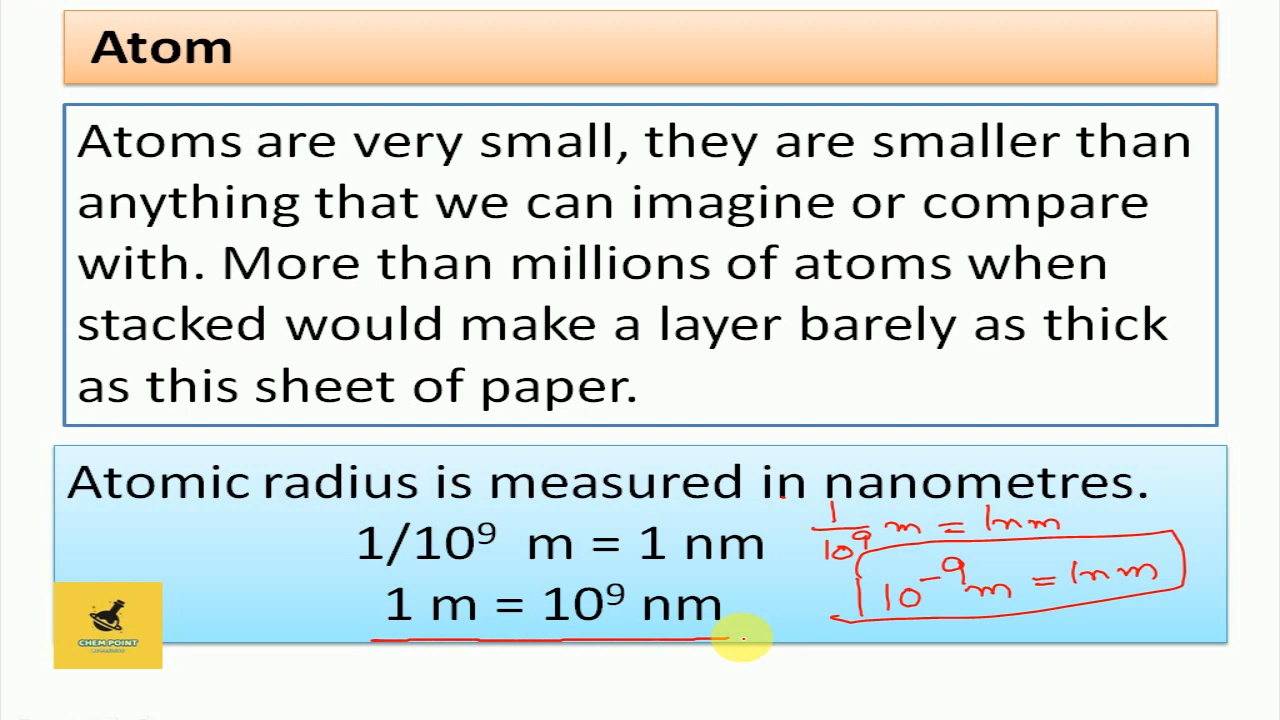 Atom
Atoms are very small, they are smaller than
anything that we can imagine or compare
with. More than millions of atoms when
stacked would make a layer barely as thick
as this sheet of paper.
Atomic radius is measured in nanometres.
1/10⁹ m = 1 nm
1 m = 10⁹ nm
1/10⁹ m = 1nm
10⁻⁹ m = 1nm
CHEM POINT